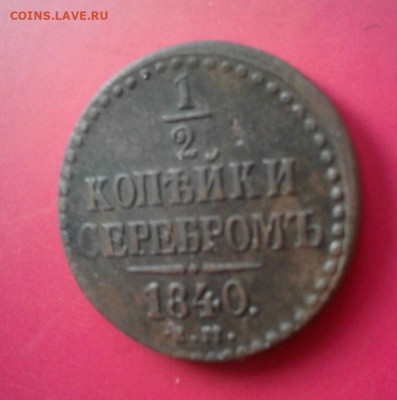 COINS.LAVE.RU
1
2
КОПѢЙКИ
СЕРЕБРОМЪ
1840.